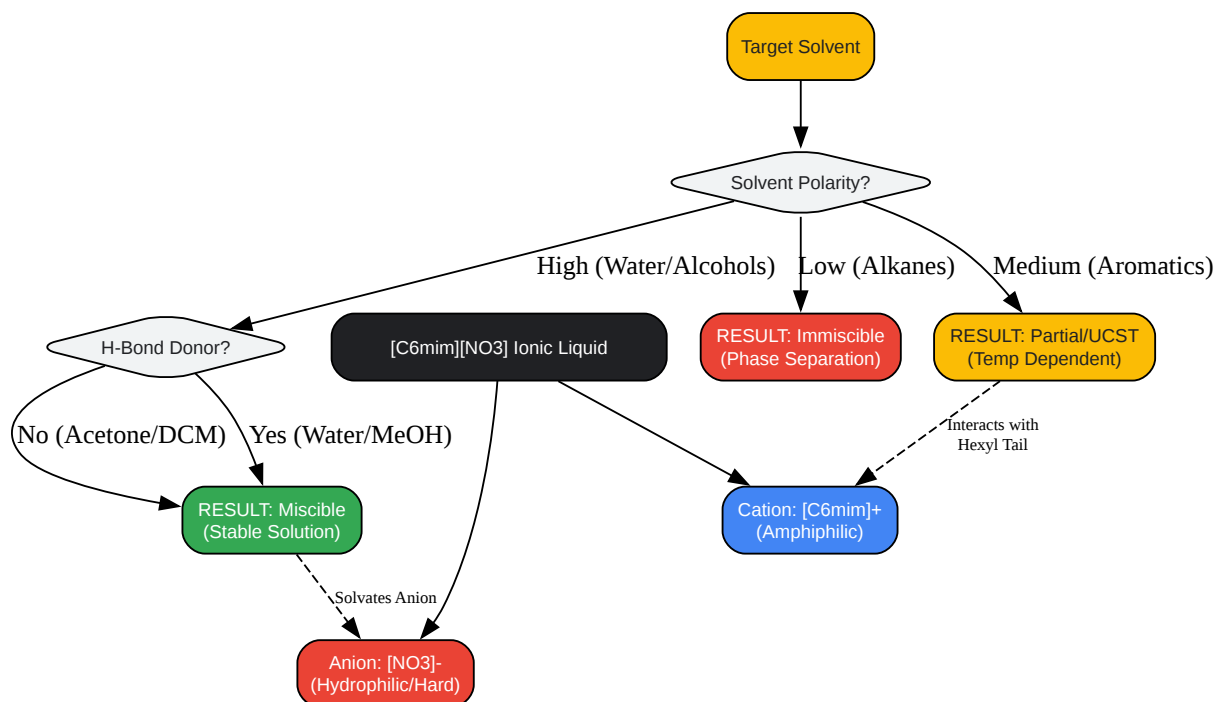 Target Solvent
Solvent Polarity?
High (Water/Alcohols)
Low (Alkanes)
Medium (Aromatics)
H-Bond Donor?
[C6mim][NO3] Ionic Liquid
RESULT: Immiscible
(Phase Separation)
RESULT: Partial/UCST
(Temp Dependent)
No (Acetone/DCM)
Yes (Water/MeOH)
Interacts with
Hexyl Tail
RESULT: Miscible
(Stable Solution)
Cation: [C6mim]+
(Amphiphilic)
Solvates Anion
Anion: [NO3]-
(Hydrophilic/Hard)